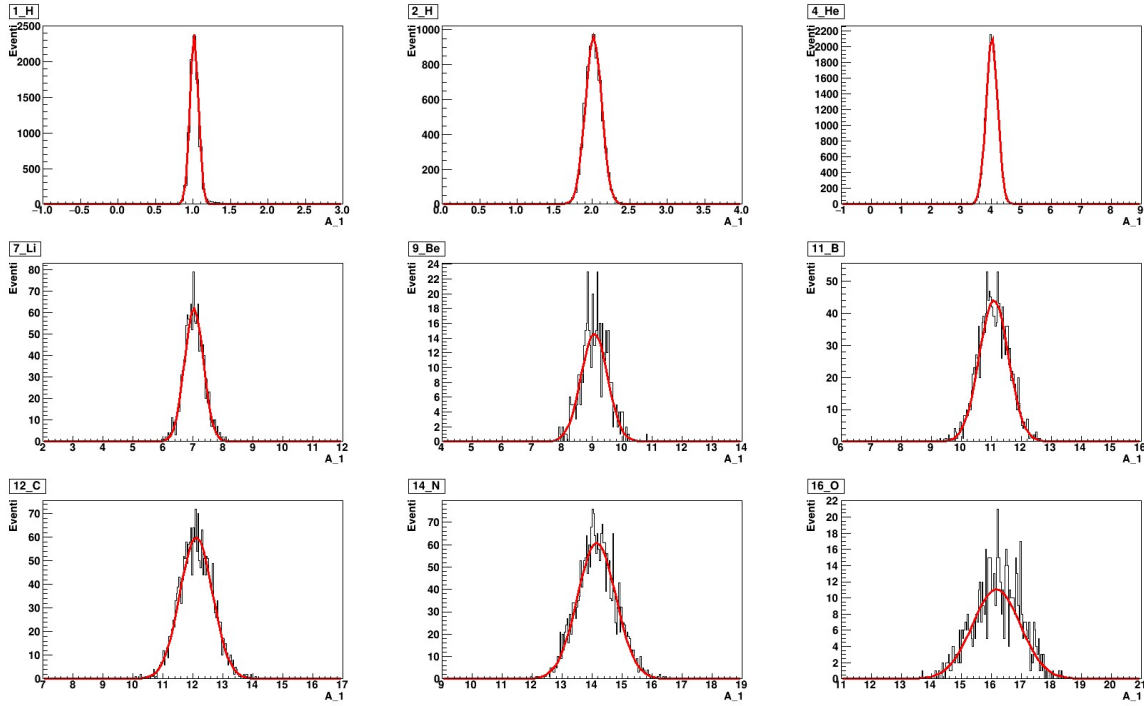 1_H
Eventi
2500
2000
1500
1000
500
0
−1.0 −0.5 0.0 0.5 1.0 1.5 2.0 2.5 3.0
A_1
2_H
Eventi
1000
800
600
400
200
0
0.0 0.5 1.0 1.5 2.0 2.5 3.0 3.5 4.0
A_1
4_He
Eventi
2200
2000
1800
1600
1400
1200
1000
800
600
400
200
0
−1 0 1 2 3 4 5 6 7 8 9
A_1
7_Li
Eventi
80
70
60
50
40
30
20
10
0
2 3 4 5 6 7 8 9 10 11 12
A_1
9_Be
Eventi
24
22
20
18
16
14
12
10
8
6
4
2
0
4 5 6 7 8 9 10 11 12 13 14
A_1
11_B
Eventi
50
40
30
20
10
0
6 7 8 9 10 11 12 13 14 15 16
A_1
12_C
Eventi
70
60
50
40
30
20
10
0
7 8 9 10 11 12 13 14 15 16 17
A_1
14_N
Eventi
70
60
50
40
30
20
10
0
9 10 11 12 13 14 15 16 17 18 19
A_1
16_O
Eventi
22
20
18
16
14
12
10
8
6
4
2
0
11 12 13 14 15 16 17 18 19 20 21
A_1